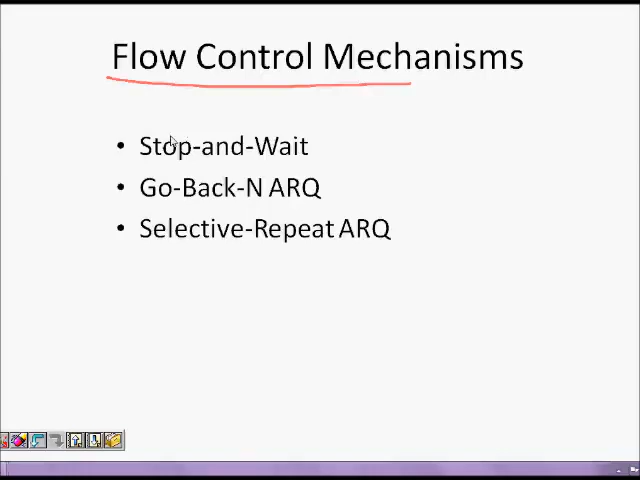 Flow Control Mechanisms
• Stop-and-Wait
• Go-Back-N ARQ
• Selective-Repeat ARQ